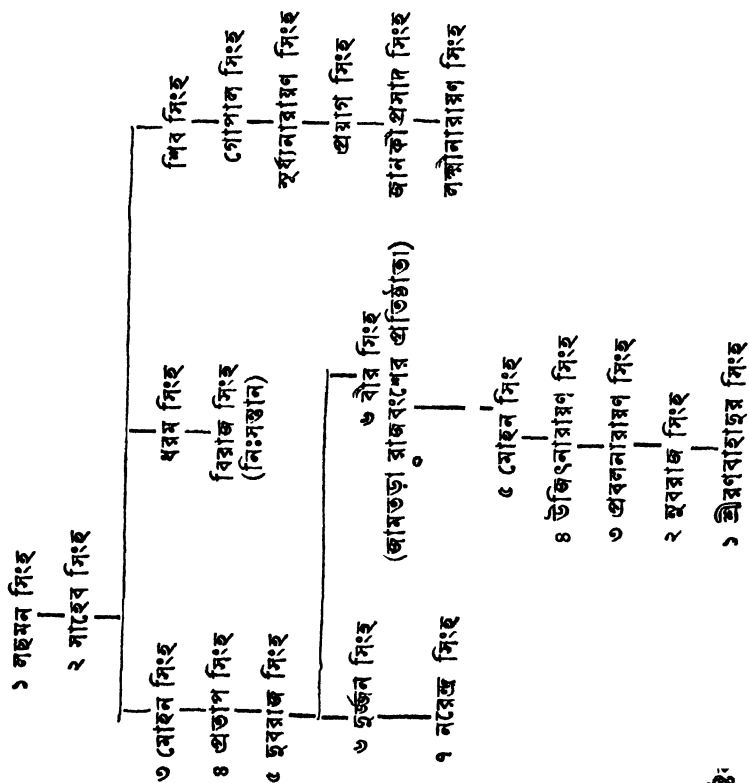 ১ লছমন সিংহ
২ সাহেব সিংহ
৩ মোহন সিংহ ধরম সিংহ শিব সিংহ
৪ প্রতাপ সিংহ বিরাজ সিংহ গোপাল সিংহ
(নিঃসন্তান)
৫ দুবরাজ সিংহ সূর্য্যনারায়ণ সিংহ
প্রয়াগ সিংহ
৬ দুর্জ্জন সিংহ ৬ বীর সিংহ
(জামতড়া রাজবংশের প্রতিষ্ঠাতা) জানকীপ্রসাদ সিংহ
৭ নরেন্দ্র সিংহ লক্ষ্মীনারায়ণ সিংহ
৫ মোহন সিংহ
৪ উজিৎনারায়ণ সিংহ
৩ প্রবলনারায়ণ সিংহ
২ যুবরাজ সিংহ
১ শ্রীরণবাহাদুর সিংহ